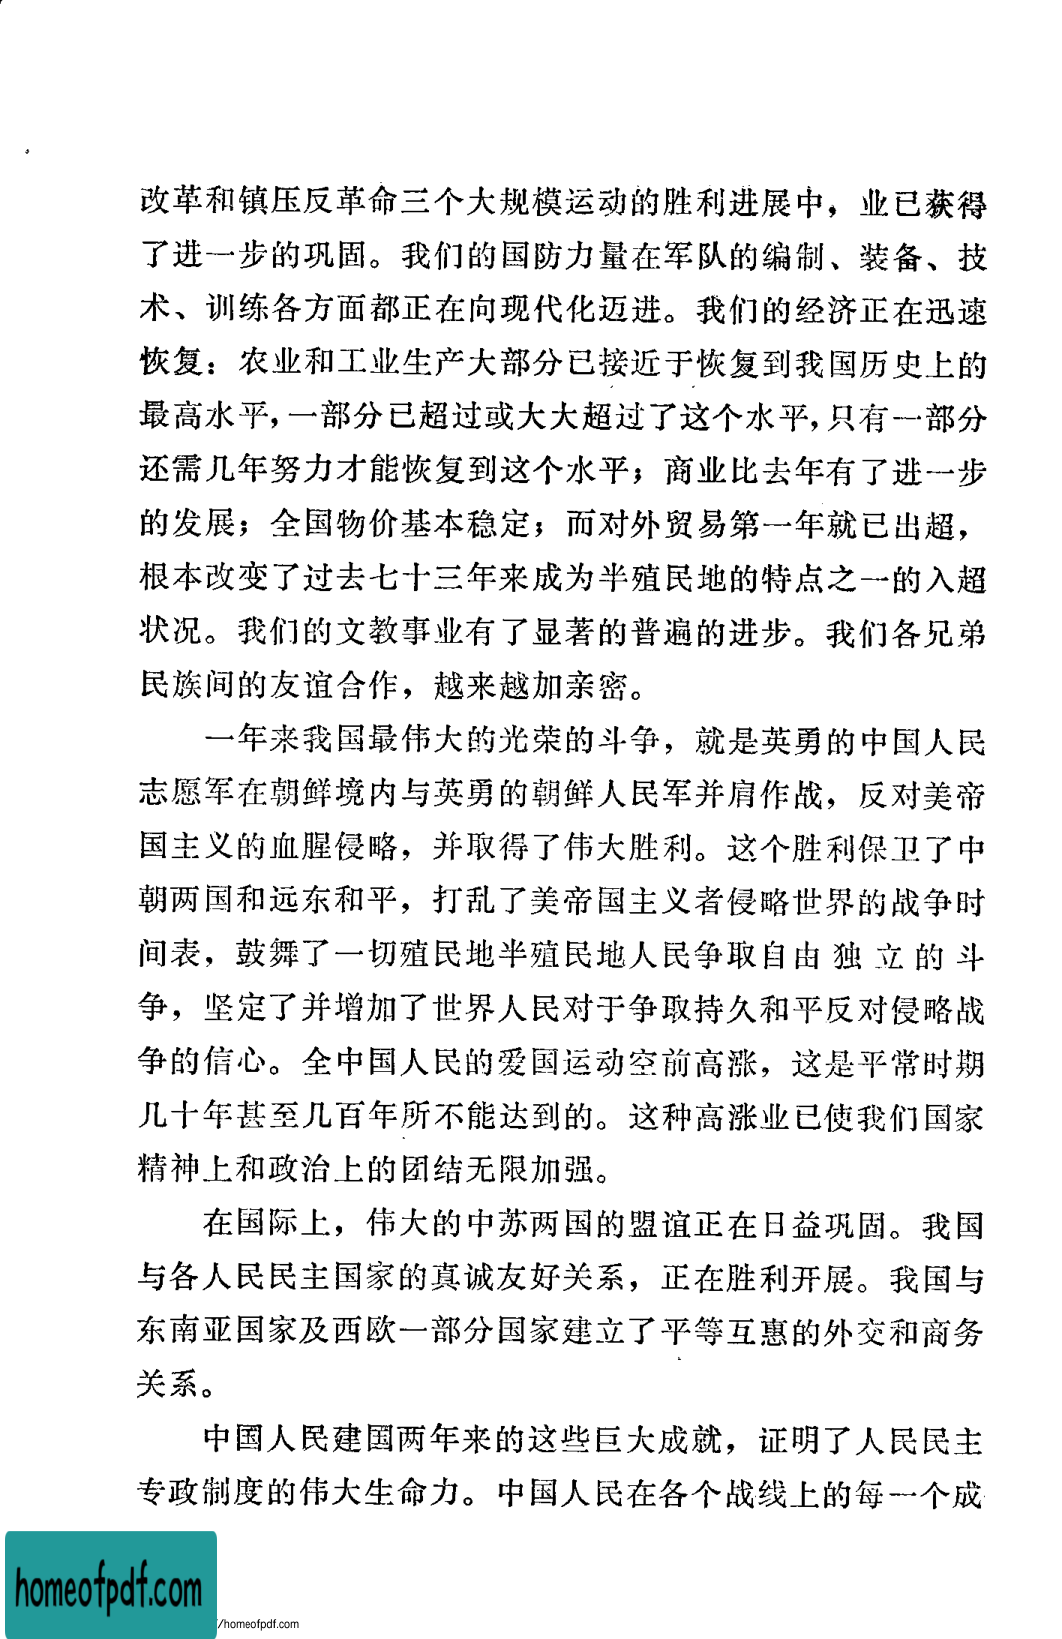 改革和镇压反革命三个大规模运动的胜利进展中，业已获得
了进一步的巩固。我们的国防力量在军队的编制、装备、技
术、训练各方面都正在向现代化迈进。我们的经济正在迅速
恢复：农业和工业生产大部分已接近于恢复到我国历史上的
最高水平，一部分已超过或大大超过了这个水平，只有一部分
还需几年努力才能恢复到这个水平；商业比去年有了进一步
的发展；全国物价基本稳定；而对外贸易第一年就已出超，
根本改变了过去七十三年来成为半殖民地的特点之一的入超
状况。我们的文教事业有了显著的普遍的进步。我们各兄弟
民族间的友谊合作，越来越加亲密。
一年来我国最伟大的光荣的斗争，就是英勇的中国人民
志愿军在朝鲜境内与英勇的朝鲜人民军并肩作战，反对美帝
国主义的血腥侵略，并取得了伟大胜利。这个胜利保卫了中
朝两国和远东和平，打乱了美帝国主义者侵略世界的战争时
间表，鼓舞了一切殖民地半殖民地人民争取自由独立的斗
争，坚定了并增加了世界人民对于争取持久和平反对侵略战
争的信心。全中国人民的爱国运动空前高涨，这是平常时期
几十年甚至几百年所不能达到的。这种高涨业已使我们国家
精神上和政治上的团结无限加强。
在国际上，伟大的中苏两国的盟谊正在日益巩固。我国
与各人民民主国家的真诚友好关系，正在胜利开展。我国与
东南亚国家及西欧一部分国家建立了平等互惠的外交和商务
关系。
中国人民建国两年来的这些巨大成就，证明了人民民主
专政制度的伟大生命力。中国人民在各个战线上的每一个成
homeofpdf.com
/homeofpdf.com